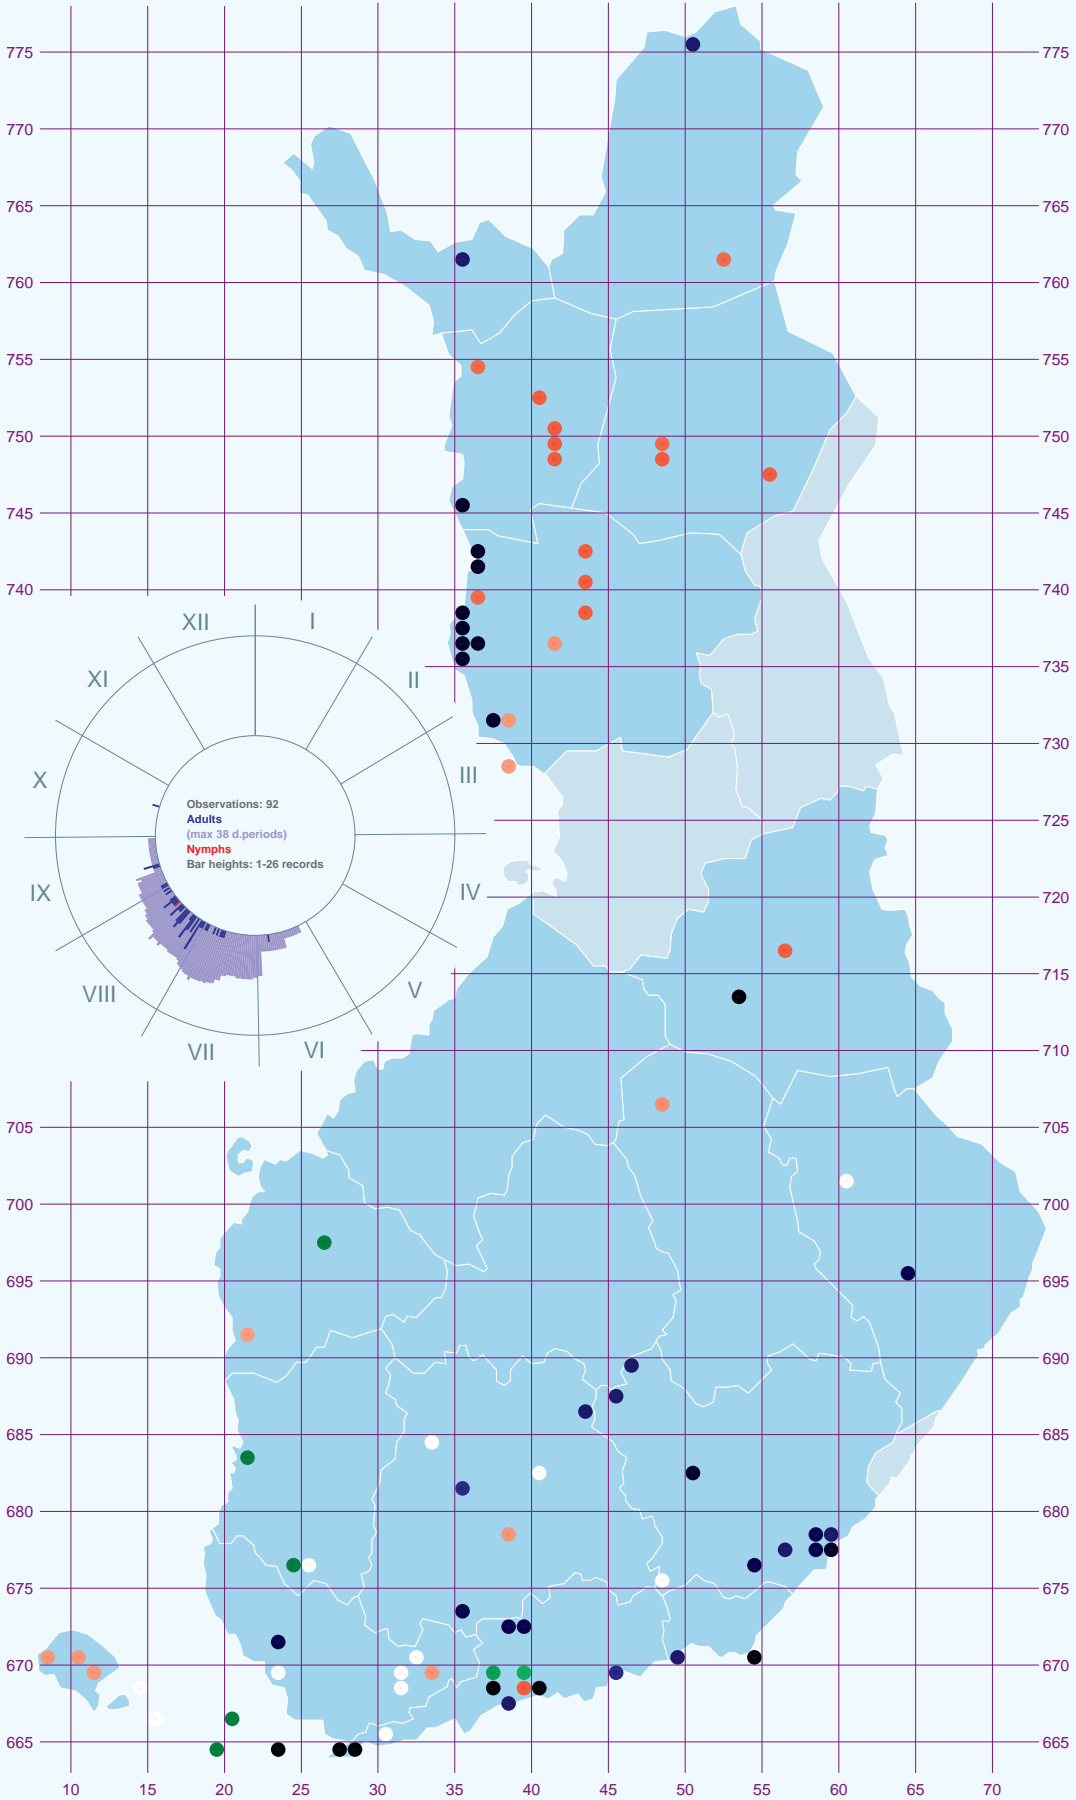 775 775
770 770
765 765
760 760
755 755
750 750
745 745
740 740
XII I
XI II
735
730
X III
Observations: 92
Adults
(max 38 d.periods)
Nymphs
Bar heights: 1-26 records
725
IX IV
720
VIII V
715
VII VI
710
705 705
700 700
695 695
690 690
685 685
680 680
675 675
670 670
665 665
10 15 20 25 30 35 40 45 50 55 60 65 70